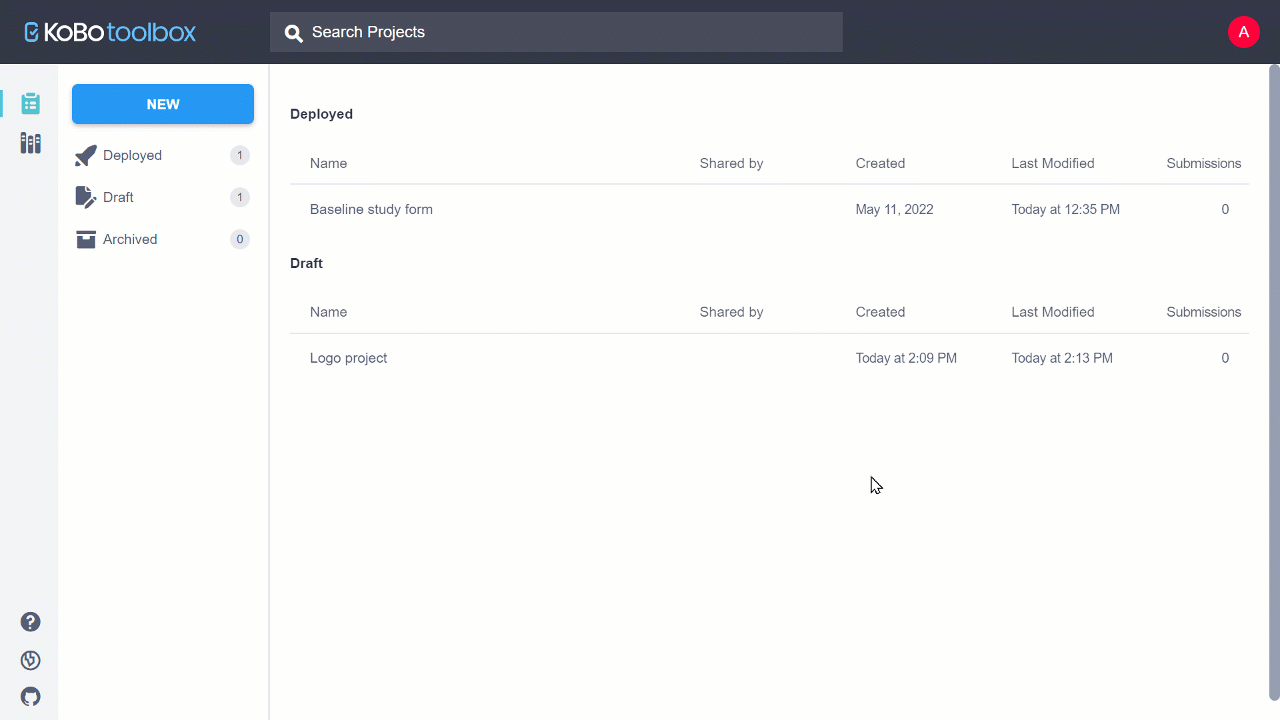 KoBotoolbox
Search Projects
A
NEW
Deployed 1
Draft 1
Archived 0
Deployed
Name Shared by Created Last Modified Submissions
Baseline study form May 11, 2022 Today at 12:35 PM 0
Draft
Name Shared by Created Last Modified Submissions
Logo project Today at 2:09 PM Today at 2:13 PM 0